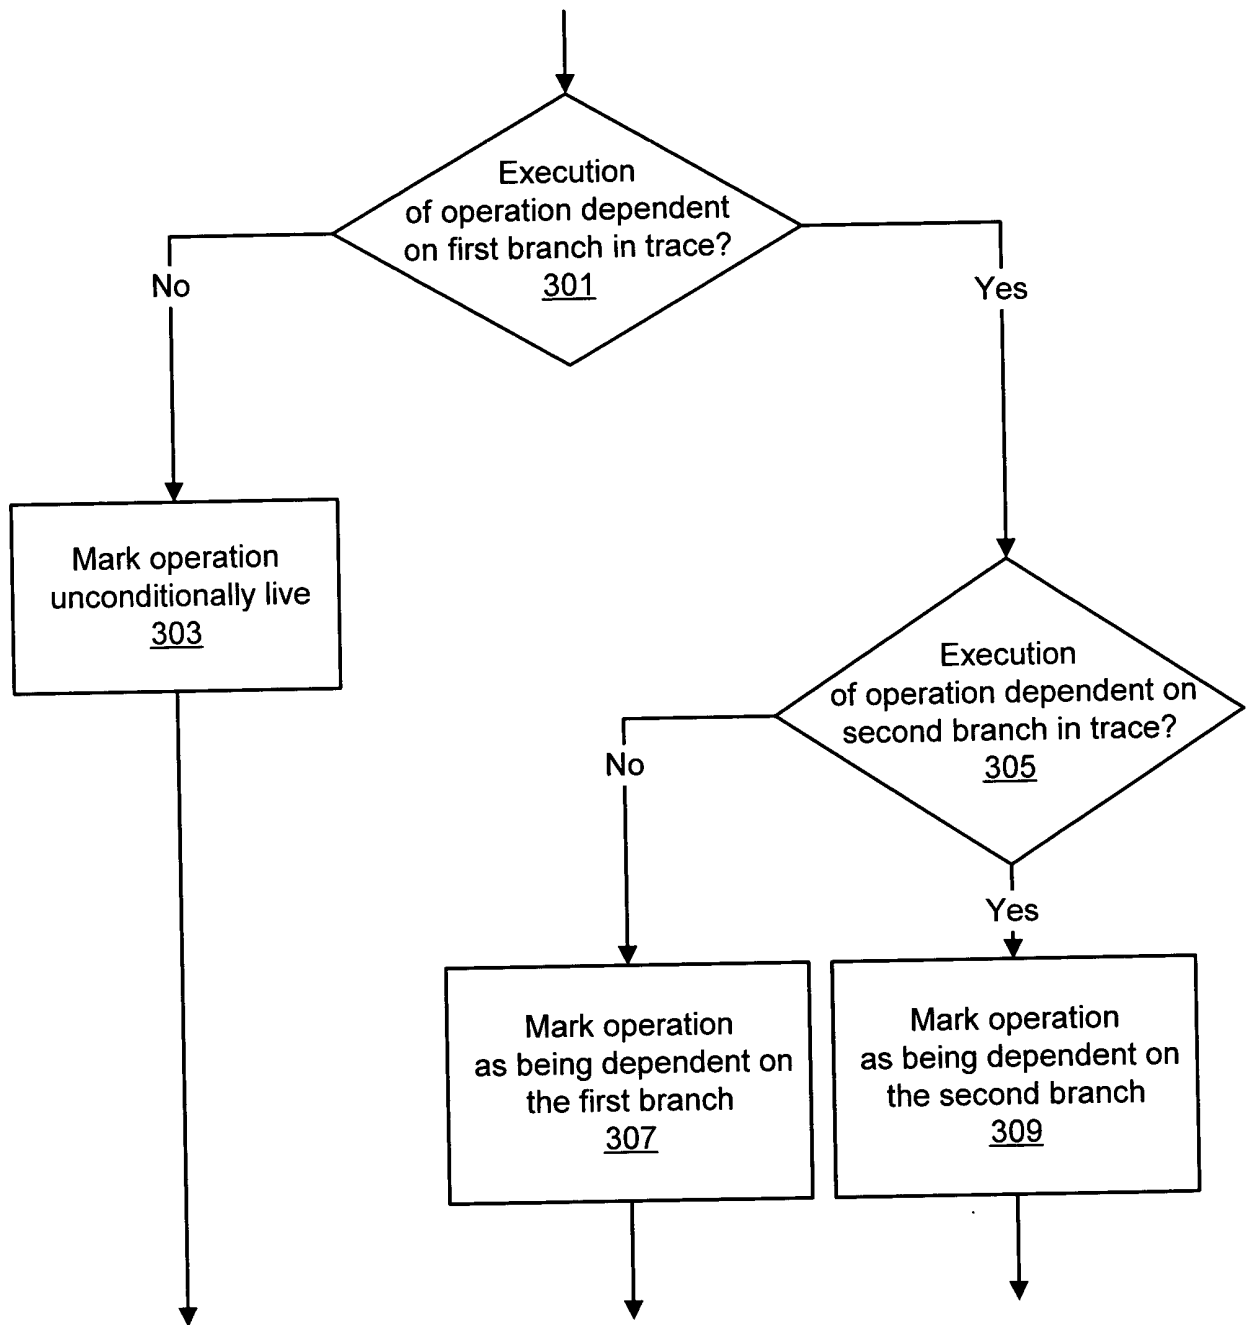 Execution
of operation dependent
on first branch in trace?
301
No
Yes
Mark operation
unconditionally live
303
Execution
of operation dependent on
second branch in trace?
305
No
Yes
Mark operation
as being dependent on
the first branch
307
Mark operation
as being dependent on
the second branch
309